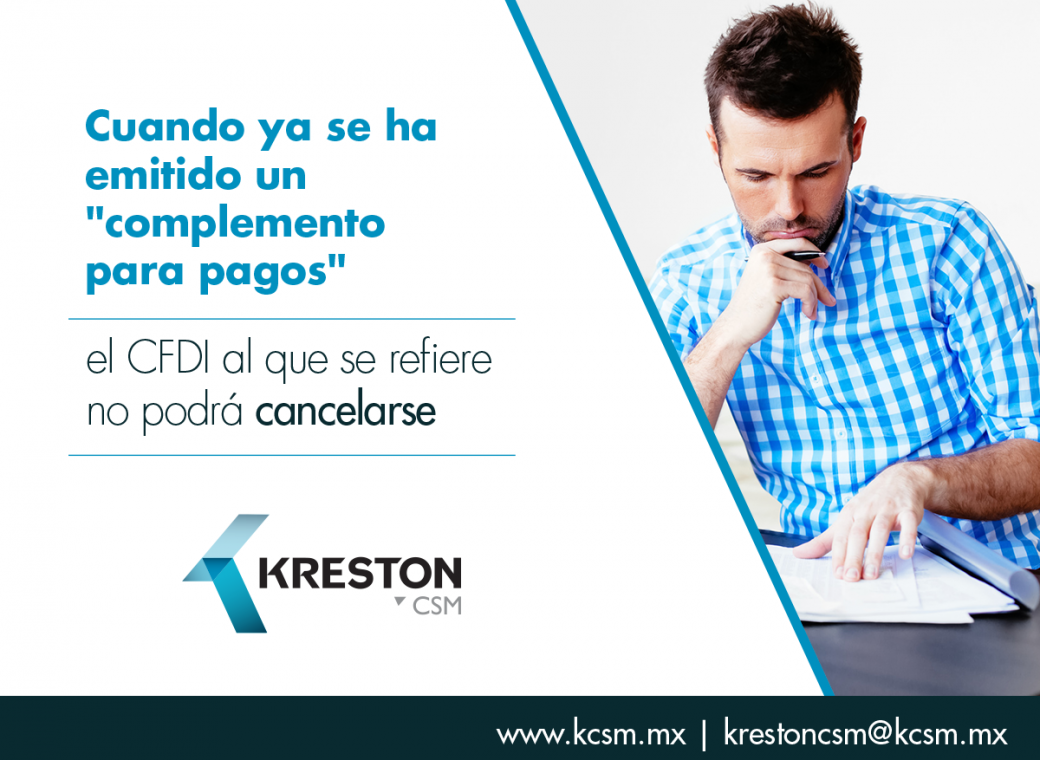 Cuando ya se ha
emitido un
"complemento
para pagos"
el CFDI al que se refiere
no podrá cancelarse
KRESTON
CSM
www.kcsm.mx | krestoncsm@kcsm.mx